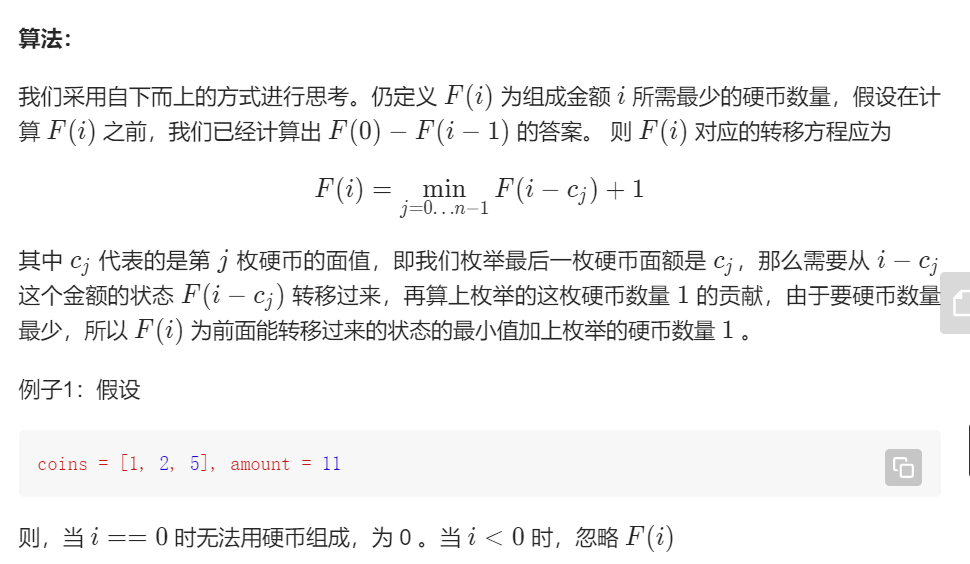 算法：
我们采用自下而上的方式进行思考。仍定义 F(i) 为组成金额 i 所需最少的硬币数量，假设在计
算 F(i) 之前，我们已经计算出 F(0) − F(i − 1) 的答案。 则 F(i) 对应的转移方程应为
F(i) = min_{j=0…n−1} F(i − c_j) + 1
其中 c_j 代表的是第 j 枚硬币的面值，即我们枚举最后一枚硬币面额是 c_j，那么需要从 i − c_j
这个金额的状态 F(i − c_j) 转移过来，再算上枚举的这枚硬币数量 1 的贡献，由于要硬币数量
最少，所以 F(i) 为前面能转移过来的状态的最小值加上枚举的硬币数量 1 。
例子1：假设
coins = [1, 2, 5], amount = 11
则，当 i == 0 时无法用硬币组成，为 0 。当 i < 0 时，忽略 F(i)